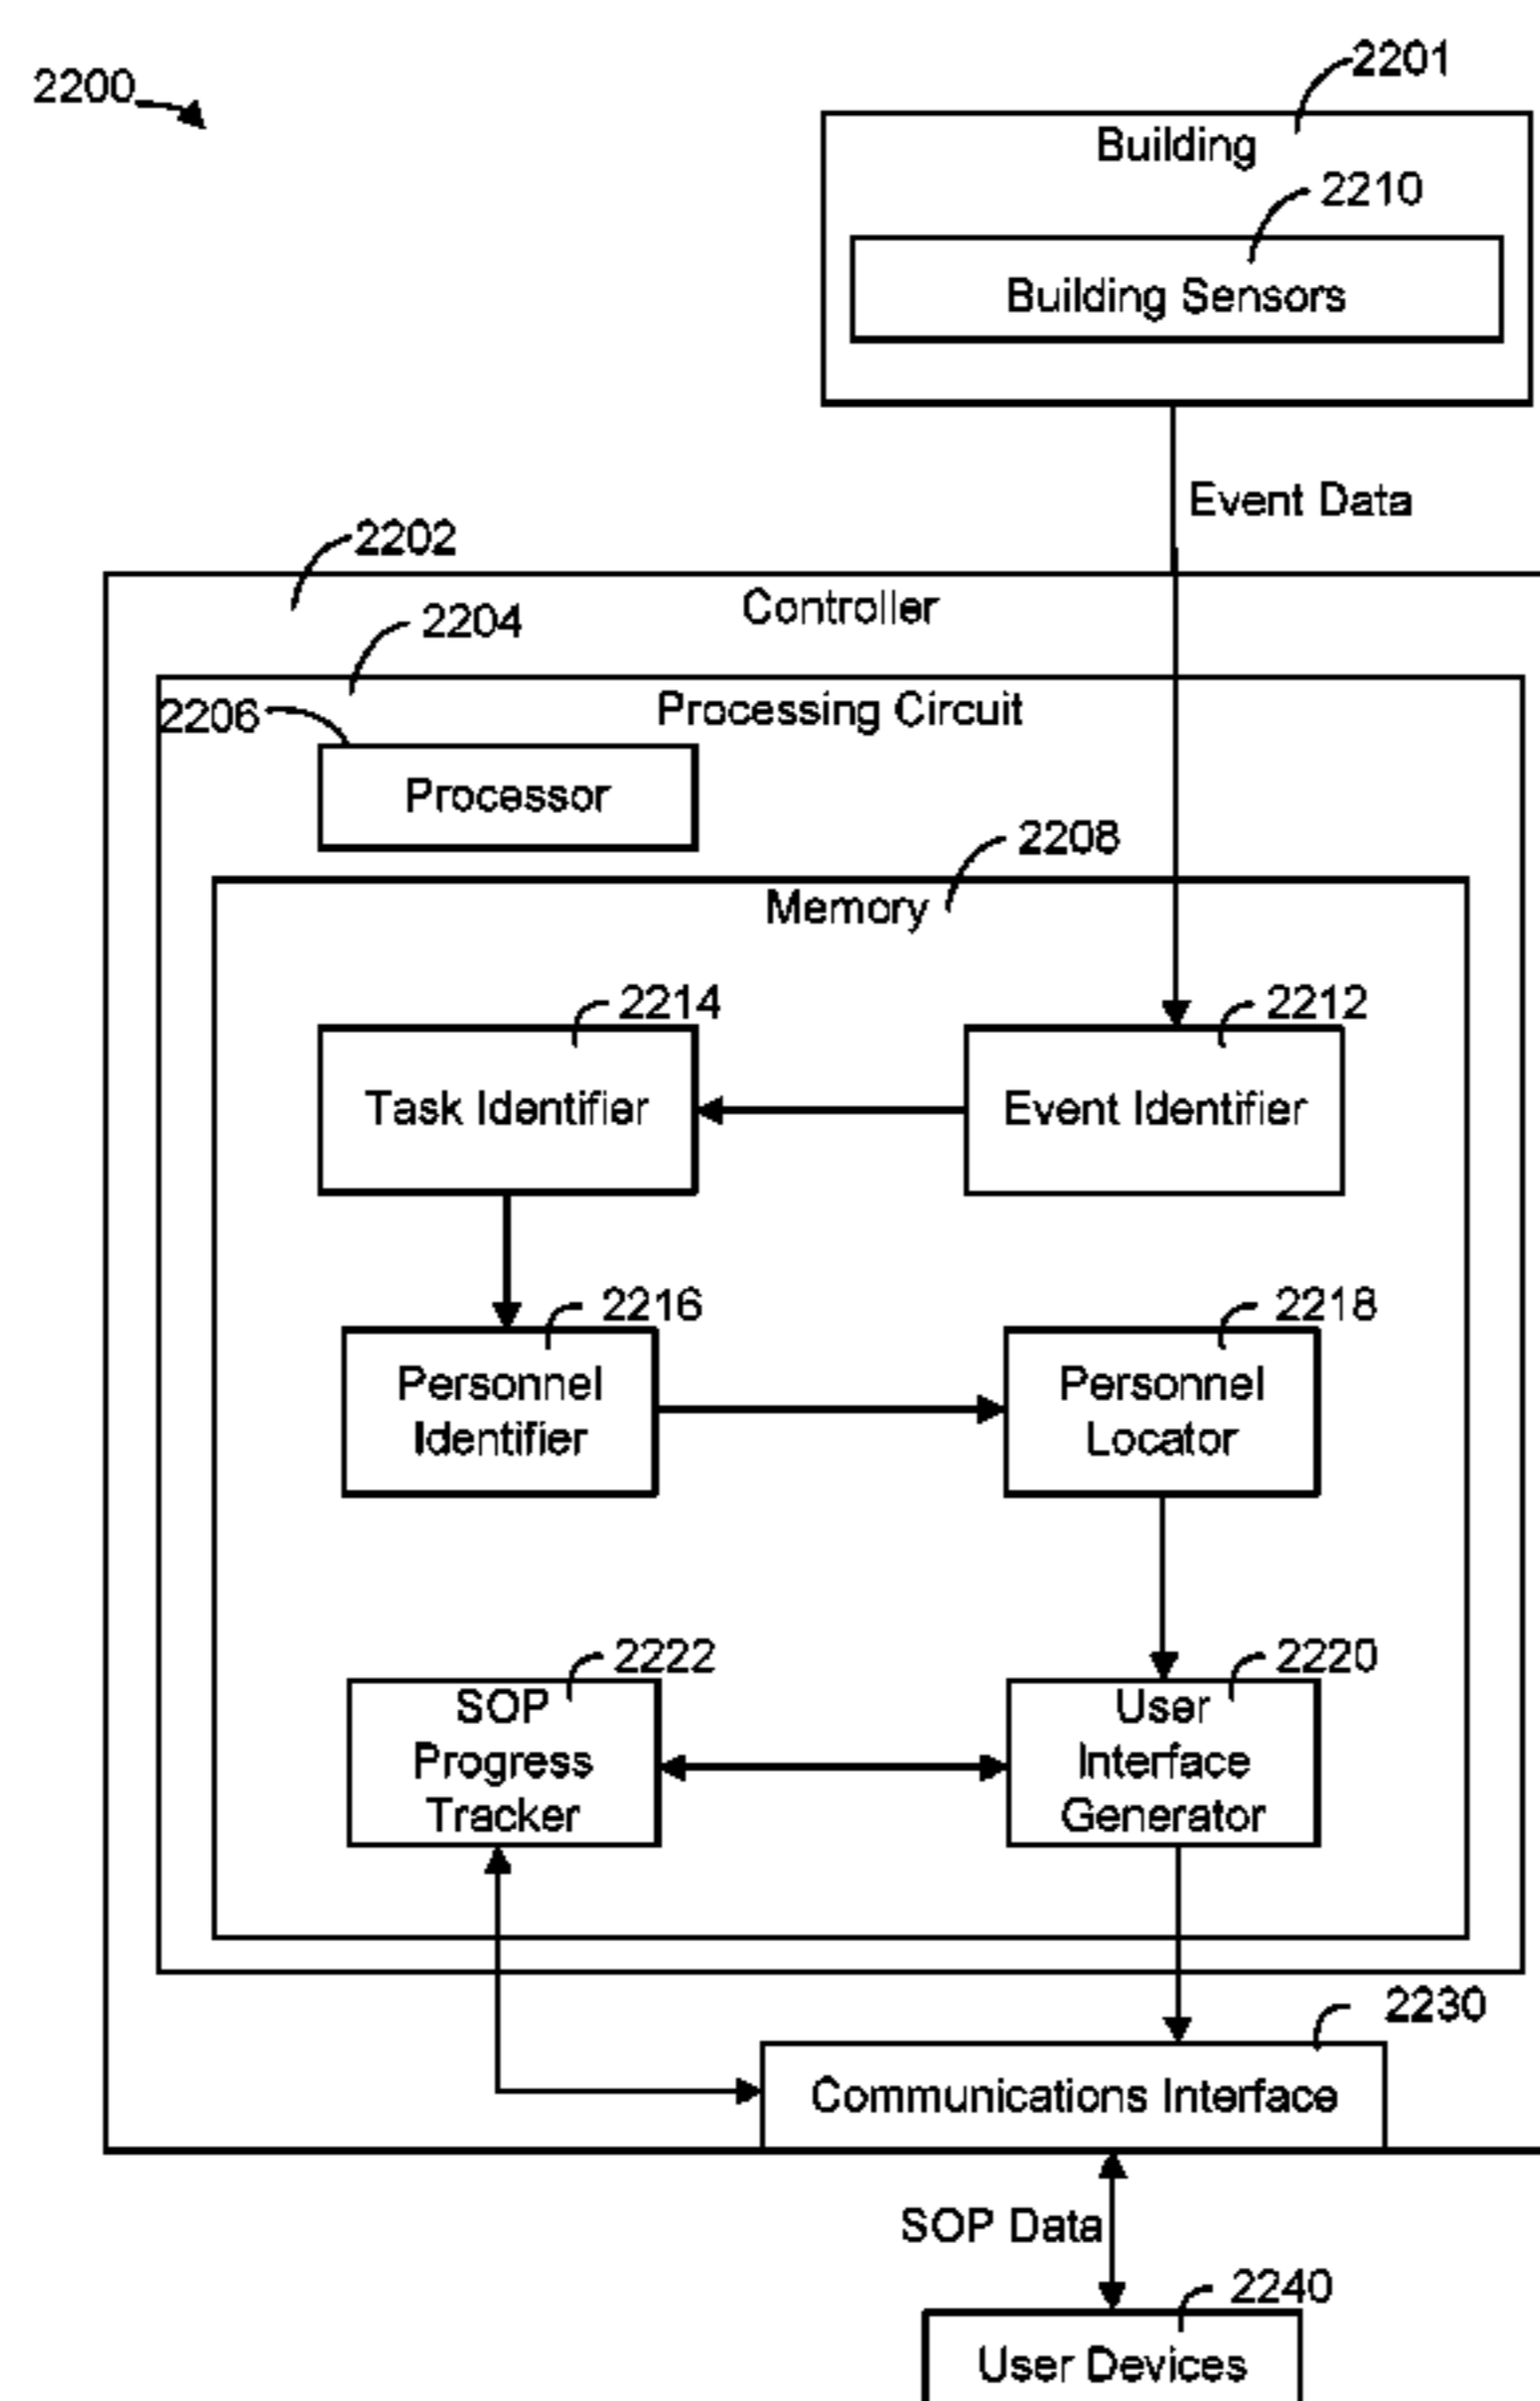 2200
2201
Building
2210
Building Sensors
Event Data
2202
Controller
2204
Processing Circuit
2206
Processor
2208
Memory
2214
2212
Task Identifier
Event Identifier
2216
2218
Personnel
Identifier
Personnel
Locator
2222
2220
SOP
Progress
Tracker
User
Interface
Generator
2230
Communications Interface
SOP Data
2240
User Devices